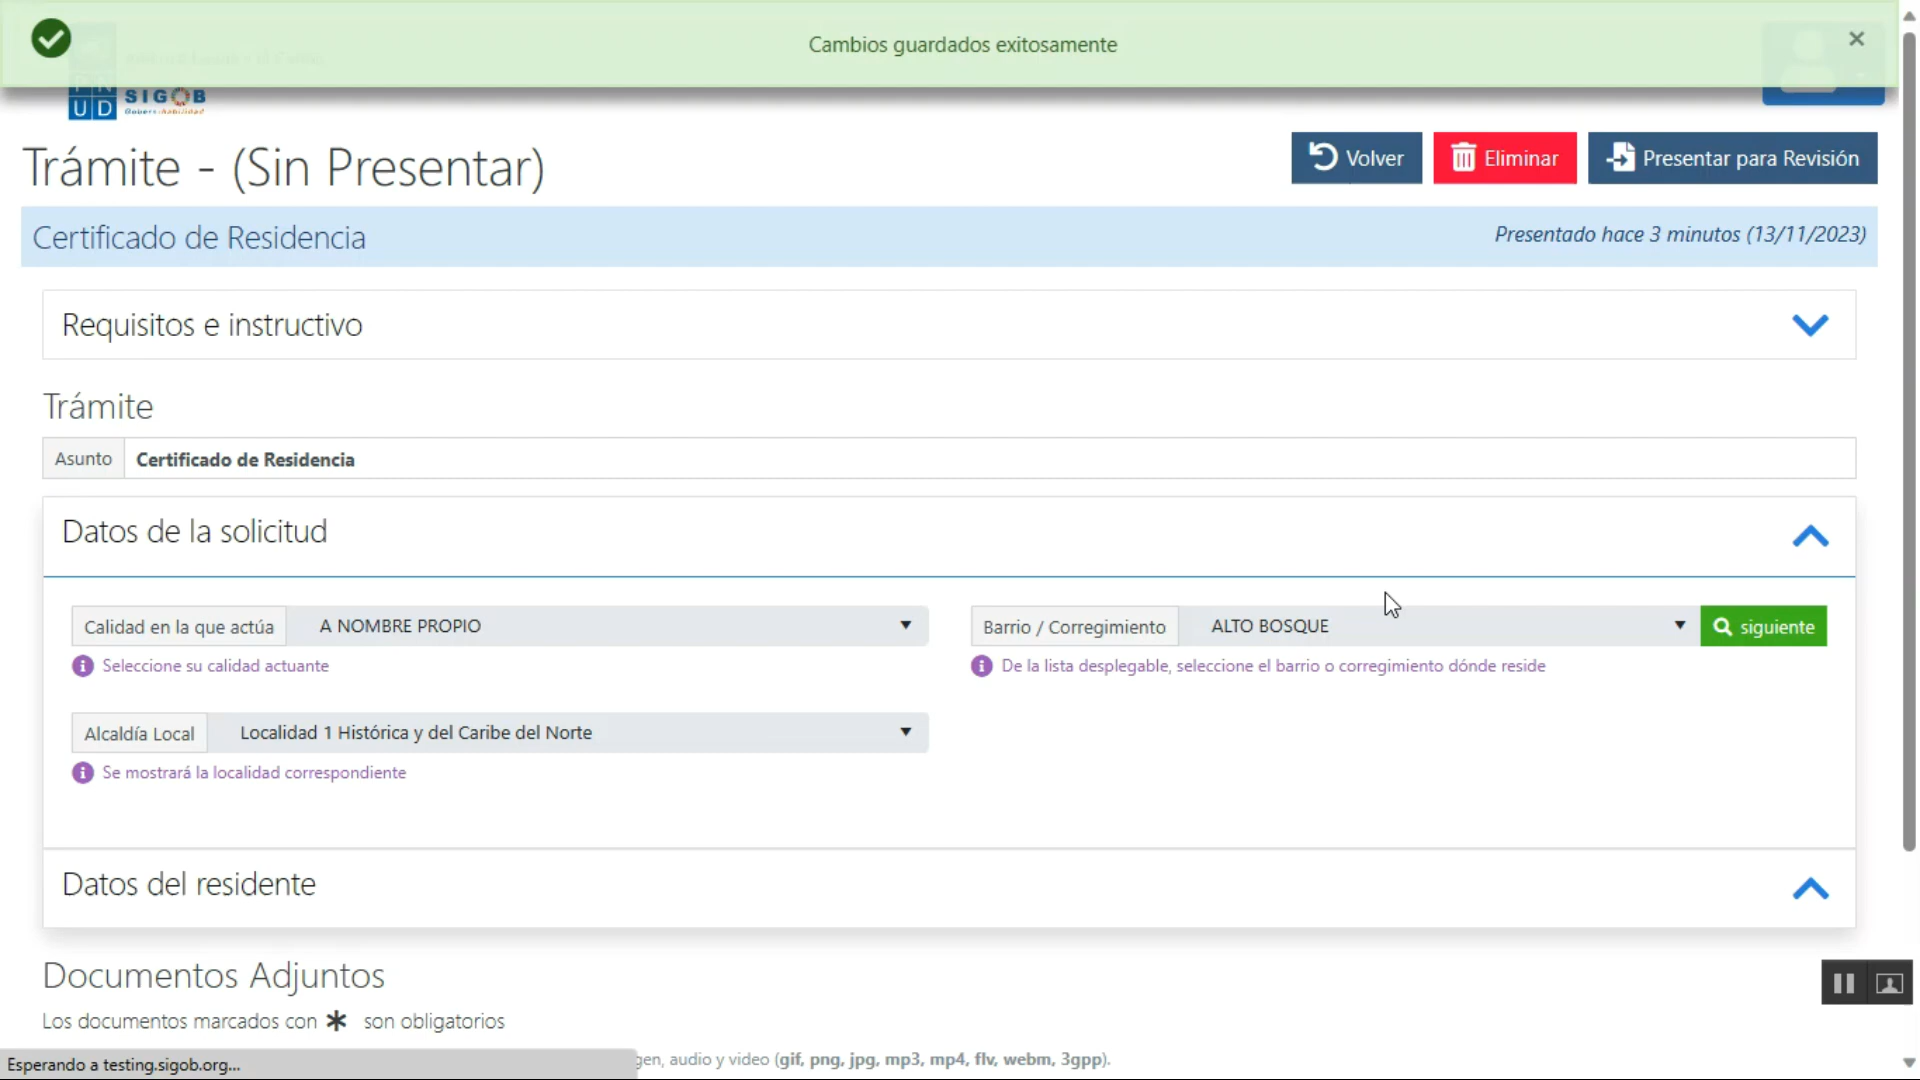 Cambios guardados exitosamente
×
UD SIGOB
Gobernabilidad
Trámite - (Sin Presentar)
Volver
Eliminar
Presentar para Revisión
Certificado de Residencia
Presentado hace 3 minutos (13/11/2023)
Requisitos e instructivo
Trámite
Asunto Certificado de Residencia
Datos de la solicitud
Calidad en la que actúa A NOMBRE PROPIO
Barrio / Corregimiento ALTO BOSQUE siguiente
Seleccione su calidad actuante
De la lista desplegable, seleccione el barrio o corregimiento dónde reside
Alcaldía Local Localidad 1 Histórica y del Caribe del Norte
Se mostrará la localidad correspondiente
Datos del residente
Documentos Adjuntos
Los documentos marcados con * son obligatorios
gen, audio y video (gif, png, jpg, mp3, mp4, flv, webm, 3gpp).
Esperando a testing.sigob.org...